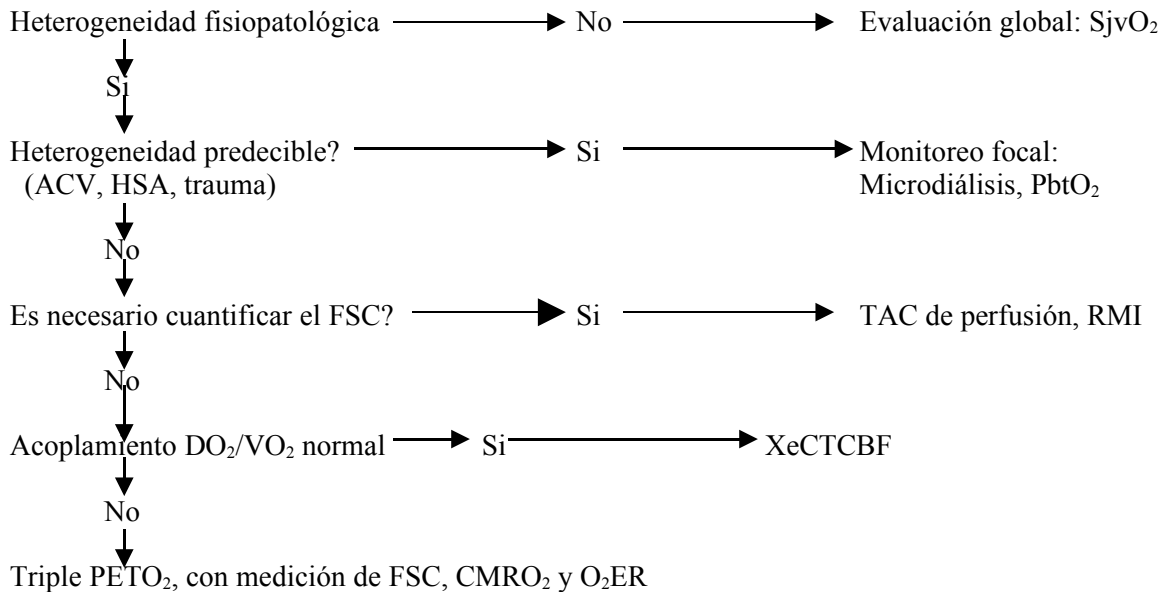 Heterogeneidad fisiopatológica No Evaluación global: SjvO₂
Si
Heterogeneidad predecible? Si Monitoreo focal:
(ACV, HSA, trauma) Microdiálisis, PbtO₂
No
Es necesario cuantificar el FSC? Si TAC de perfusión, RMI
No
Acoplamiento DO₂/VO₂ normal Si XeCTCBF
No
Triple PETO₂, con medición de FSC, CMRO₂ y O₂ER